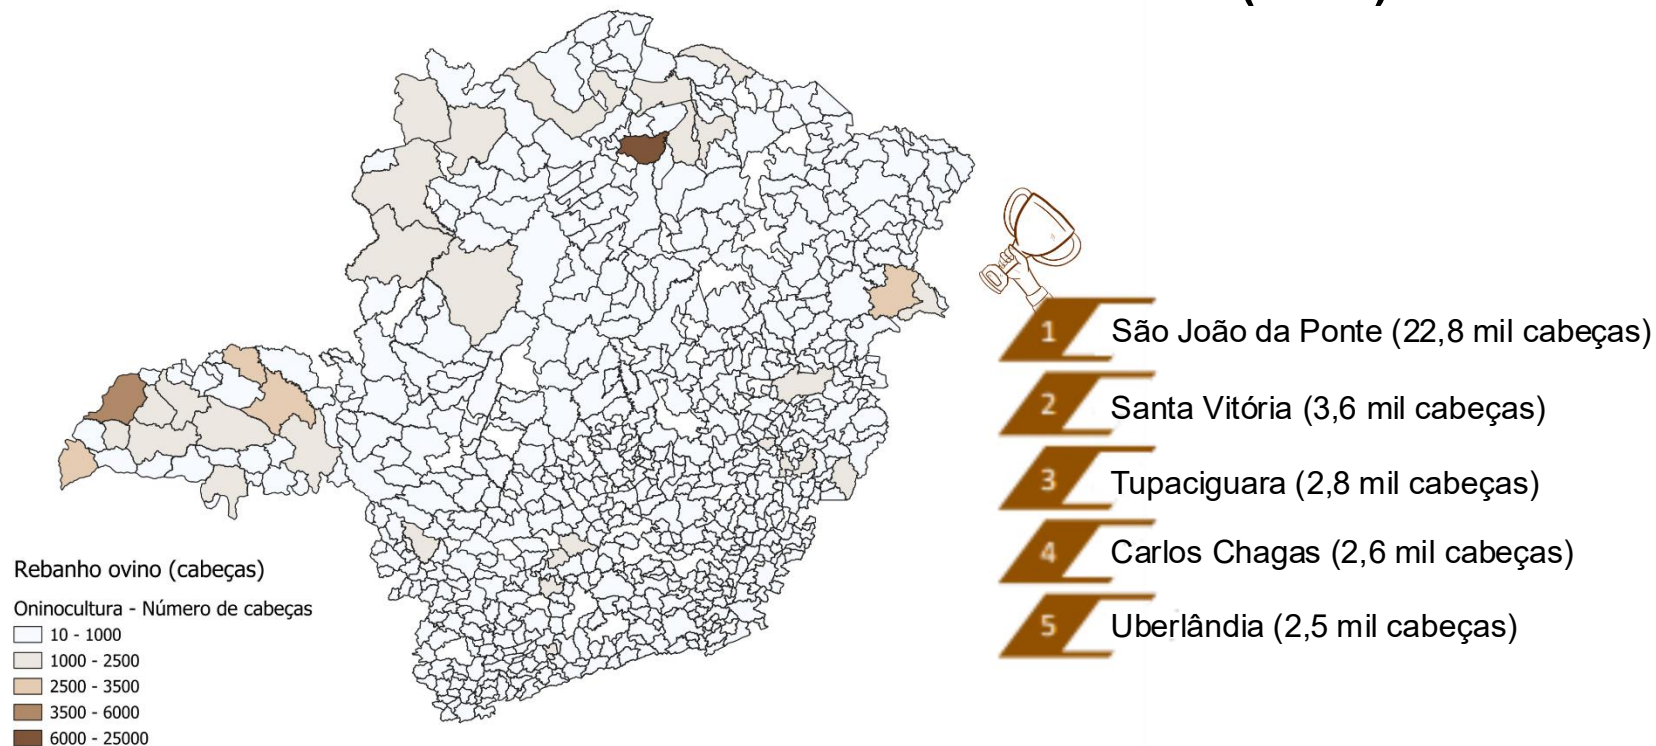 Rebanho ovino (cabeças)
Oninocultura - Número de cabeças
10 - 1000
1000 - 2500
2500 - 3500
3500 - 6000
6000 - 25000
1 São João da Ponte (22,8 mil cabeças)
2 Santa Vitória (3,6 mil cabeças)
3 Tupaciguara (2,8 mil cabeças)
4 Carlos Chagas (2,6 mil cabeças)
5 Uberlândia (2,5 mil cabeças)